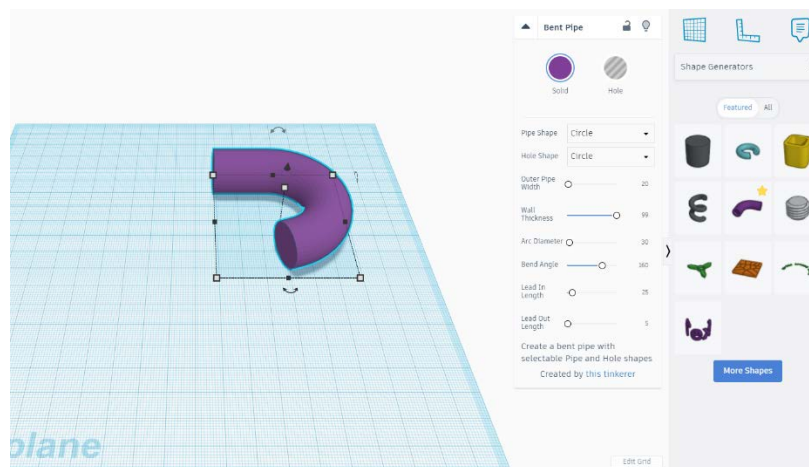 Bent Pipe
Solid
Hole
Pipe Shape
Circle
Hole Shape
Circle
Outer Pipe
Width
20
Wall
Thickness
99
Arc Diameter
20
Bend Angle
160
Lead In
Length
25
Lead Out
Length
5
Create a bent pipe with
selectable Pipe and Hole shapes
Created by this tinkerer
Edit Grid
Shape Generators
Featured
All
More Shapes
plane